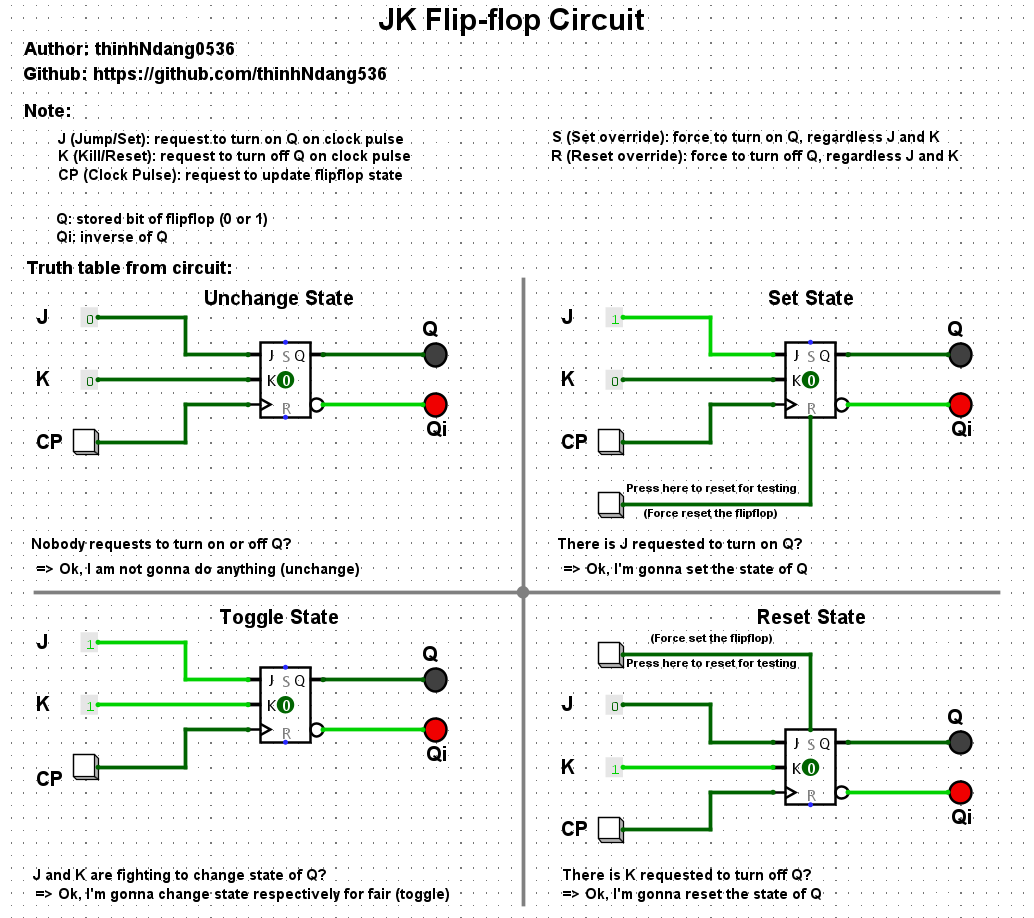 JK Flip-flop Circuit
Author: thinhNdang0536
Github: https://github.com/thinhNdang536
Note:
J (Jump/Set): request to turn on Q on clock pulse
K (Kill/Reset): request to turn off Q on clock pulse
CP (Clock Pulse): request to update flipflop state
S (Set override): force to turn on Q, regardless J and K
R (Reset override): force to turn off Q, regardless J and K
Q: stored bit of flipflop (0 or 1)
Qi: inverse of Q
Truth table from circuit:
Unchange State
J 0
Q
J S Q
K 0
K 0
R
Qi
CP
Nobody requests to turn on or off Q?
=> Ok, I am not gonna do anything (unchange)
Set State
J 1
Q
J S Q
K 0
K 0
R
Qi
CP
Press here to reset for testing
(Force reset the flipflop)
There is J requested to turn on Q?
=> Ok, I'm gonna set the state of Q
Toggle State
J 1
Q
J S Q
K 1
K 0
R
Qi
CP
J and K are fighting to change state of Q?
=> Ok, I'm gonna change state respectively for fair (toggle)
Reset State
(Force set the flipflop)
Press here to reset for testing
J 0
Q
J S Q
K 1
K 0
R
Qi
CP
There is K requested to turn off Q?
=> Ok, I'm gonna reset the state of Q